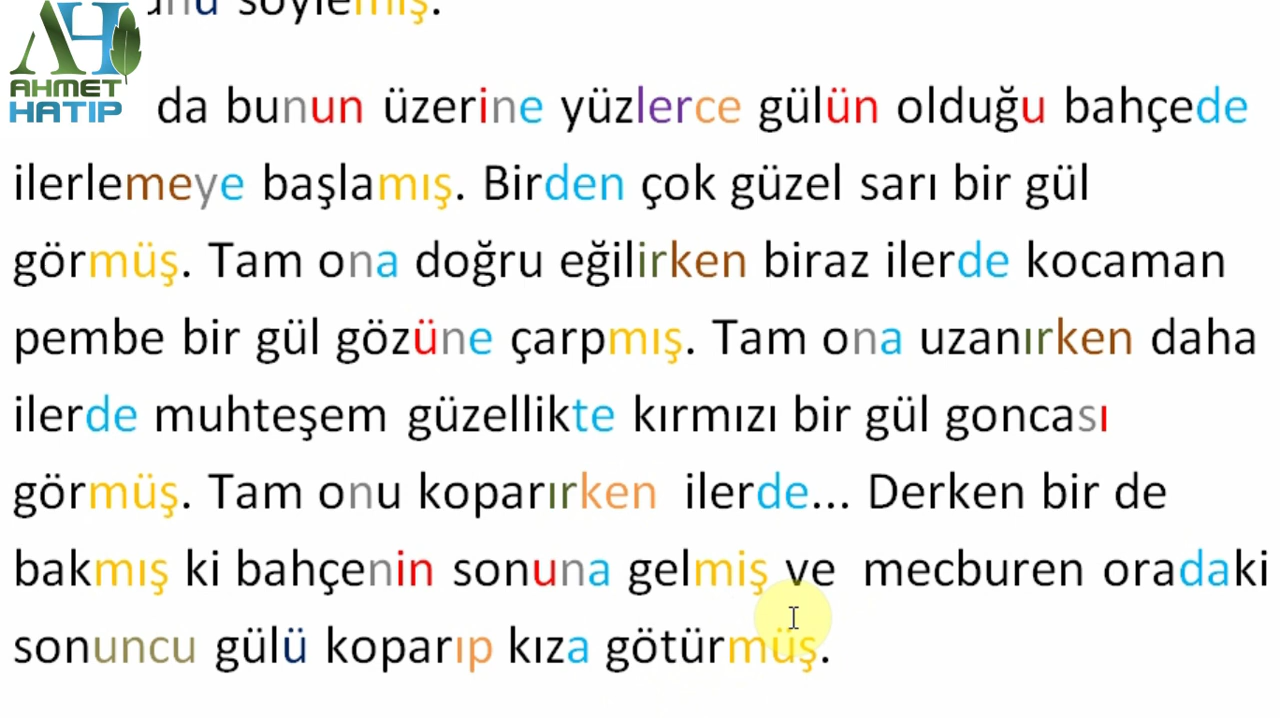 söylemiş.
AHMET
HATIP
da bunun üzerine yüzlerce gülün olduğu bahçede
ilerlemeye başlamış. Birden çok güzel sarı bir gül
görmüş. Tam ona doğru eğilirken biraz ilerde kocaman
pembe bir gül gözüne çarpmış. Tam ona uzanırken daha
ilerde muhteşem güzellikte kırmızı bir gül goncası
görmüş. Tam onu koparırken ilerde... Derken bir de
bakmış ki bahçenin sonuna gelmiş ve mecburen oradaki
sonuncu gülü koparıp kıza götürmüş.